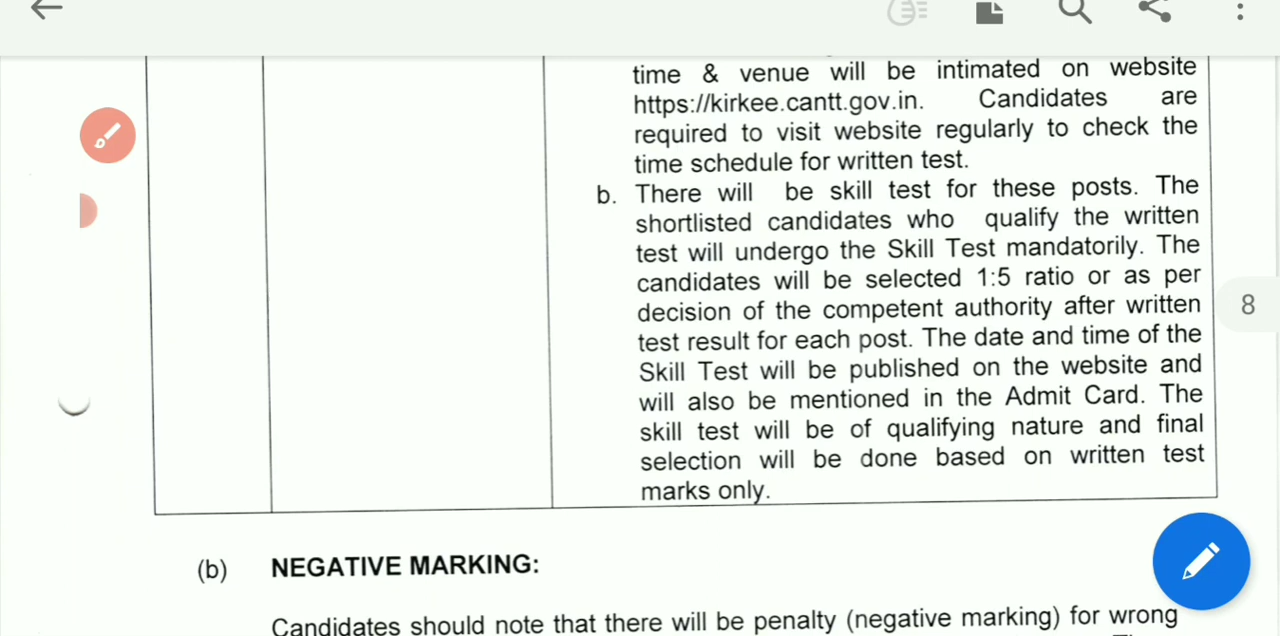 time & venue will be intimated on website
https://kirkee.cantt.gov.in. Candidates are
required to visit website regularly to check the
time schedule for written test.
b. There will be skill test for these posts. The
shortlisted candidates who qualify the written
test will undergo the Skill Test mandatorily. The
candidates will be selected 1:5 ratio or as per
decision of the competent authority after written
test result for each post. The date and time of the
Skill Test will be published on the website and
will also be mentioned in the Admit Card. The
skill test will be of qualifying nature and final
selection will be done based on written test
marks only.
8
(b) NEGATIVE MARKING:
Candidates should note that there will be penalty (negative marking) for wrong